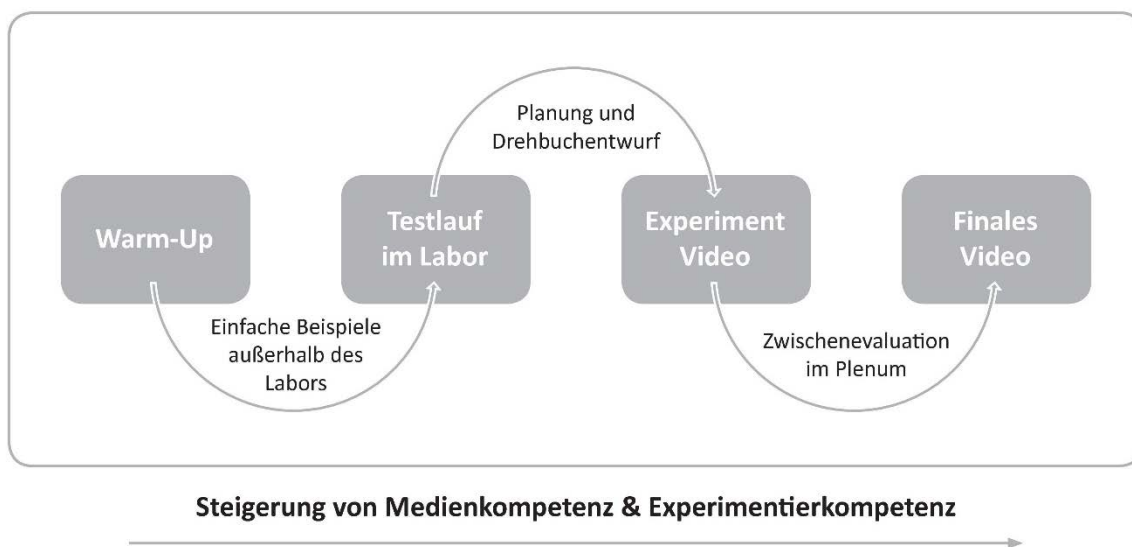 Planung und
Drehbuchentwurf
Warm-Up
Testlauf
im Labor
Experiment
Video
Finales
Video
Einfache Beispiele
außerhalb des
Labors
Zwischenevaluation
im Plenum
Steigerung von Medienkompetenz & Experimentierkompetenz